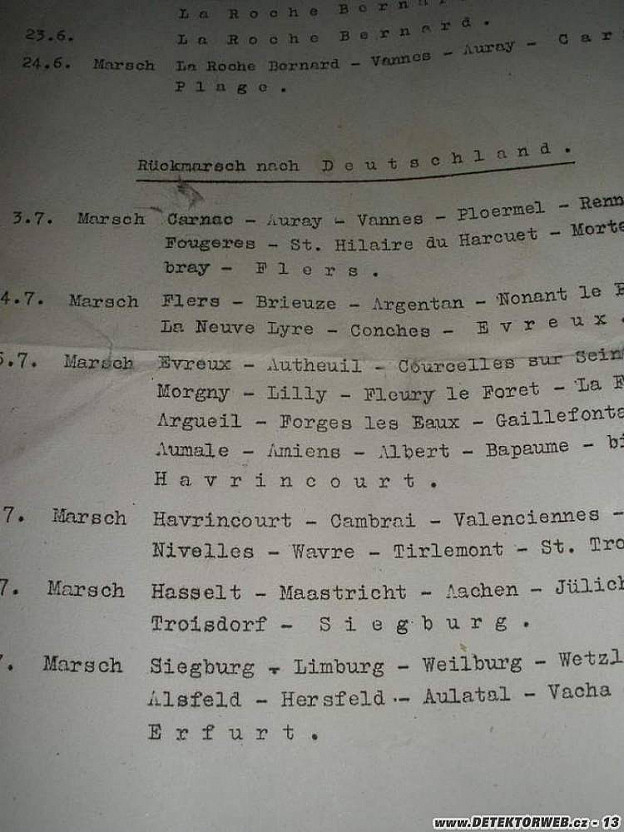 La Roche Bornard
23.6. La Roche Bernard.
24.6. Marsch La Roche Bornard - Vannes - Auray - Car
Plage.
Rückmarsch nach Deutschland.
3.7. Marsch Carnac - Auray - Vannes - Ploermel - Renn
Fougeres - St. Hilaire du Harcuet - Morte
bray - Flers.
4.7. Marsch Flers - Brieuze - Argentan - Nonant le
La Neuve Lyre - Conches - Evreux.
5.7. Marsch Evreux - Autheuil - Courcelles sur Sein
Morgny - Lilly - Fleury le Foret - La F
Argueil - Forges les Eaux - Gaillefonta
Aumale - Amiens - Albert - Bapaume - bi
Havrincourt.
7. Marsch Havrincourt - Cambrai - Valenciennes -
Nivelles - Wavre - Tirlemont - St. Tro
7. Marsch Hasselt - Maastricht - Aachen - Jülich
Troisdorf - Siegburg.
. Marsch Siegburg - Limburg - Weilburg - Wetzl
Alsfeld - Hersfeld - Aulatal - Vacha
Erfurt.
www.DETEKTORWEB.cz - 13